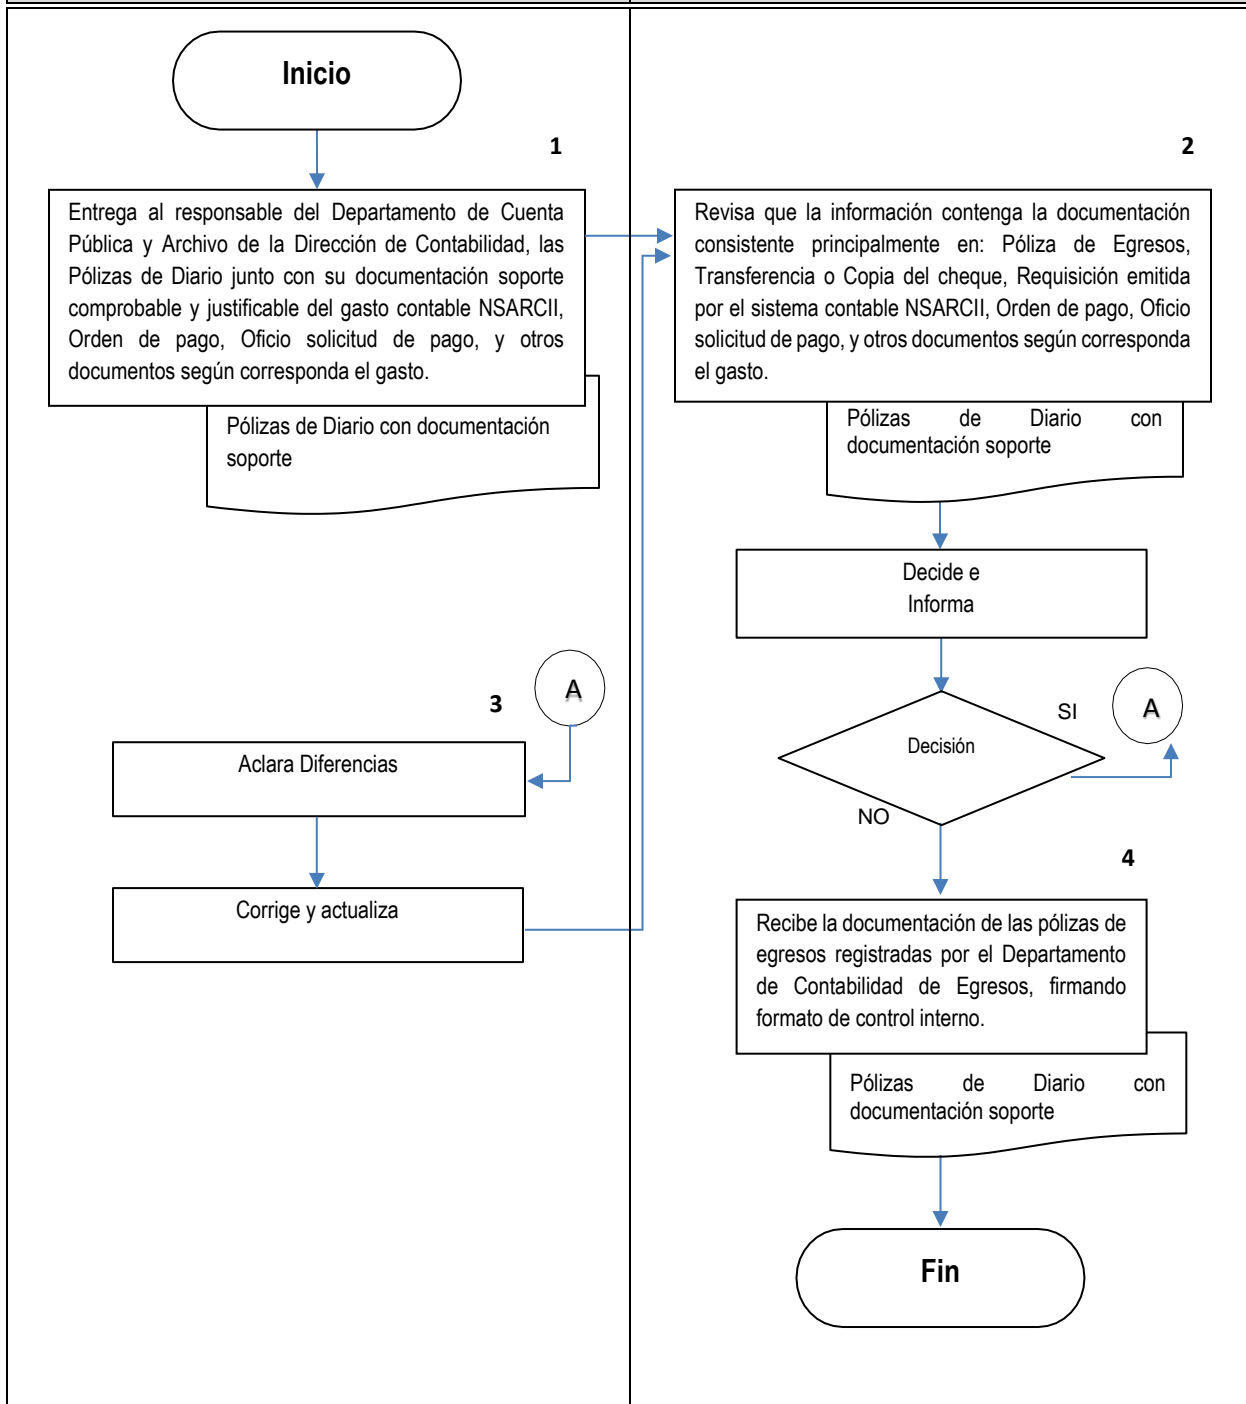 Inicio
1
Entrega al responsable del Departamento de Cuenta
Pública y Archivo de la Dirección de Contabilidad, las
Pólizas de Diario junto con su documentación soporte
comprobable y justificable del gasto contable NSARCII,
Orden de pago, Oficio solicitud de pago, y otros
documentos según corresponda el gasto.
Pólizas de Diario con documentación
soporte
2
Revisa que la información contenga la documentación
consistente principalmente en: Póliza de Egresos,
Transferencia o Copia del cheque, Requisición emitida
por el sistema contable NSARCII, Orden de pago, Oficio
solicitud de pago, y otros documentos según corresponda
el gasto.
Pólizas de Diario con
documentación soporte
Decide e
Informa
Decisión
SI
A
NO
A
3
Aclara Diferencias
Corrige y actualiza
4
Recibe la documentación de las pólizas de
egresos registradas por el Departamento
de Contabilidad de Egresos, firmando
formato de control interno.
Pólizas de Diario con
documentación soporte
Fin